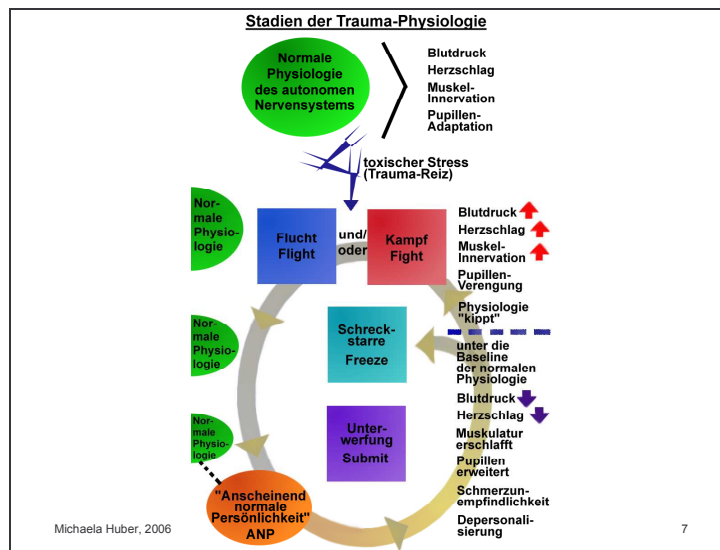 Stadien der Trauma-Physiologie
Normale
Physiologie
des autonomen
Nervensystems
Blutdruck
Herzschlag
Muskel-
Innervation
Pupillen-
Adaptation
toxischer Stress
(Trauma-Reiz)
Nor-
male
Physio-
logie
Flucht
Flight
und/
oder
Kampf
Fight
Blutdruck
Herzschlag
Muskel-
Innervation
Pupillen-
Verengung
Physiologie
"kippt"
Nor-
male
Physio-
logie
Schreck-
starre
Freeze
unter die
Baseline
der normalen
Physiologie
Blutdruck
Herzschlag
Muskulatur
erschlafft
Pupillen
erweitert
Schmerzun-
empfindlichkeit
Depersonali-
sierung
Nor-
male
Physio-
logie
Unter-
werfung
Submit
"Anscheinend
normale
Persönlichkeit"
ANP
Michaela Huber, 2006
7